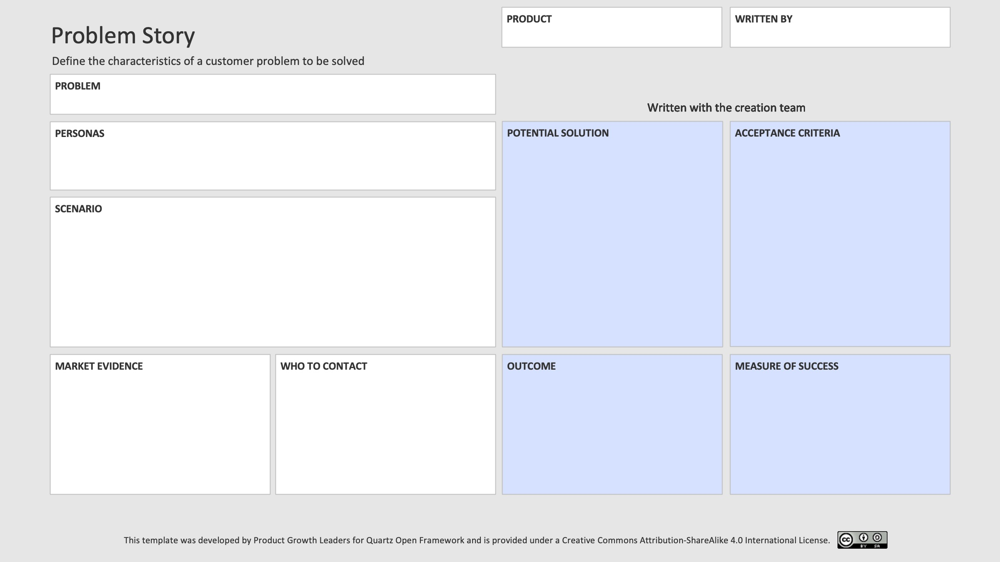 Problem Story
Define the characteristics of a customer problem to be solved
PRODUCT
WRITTEN BY
PROBLEM
PERSONAS
SCENARIO
MARKET EVIDENCE
WHO TO CONTACT
Written with the creation team
POTENTIAL SOLUTION
ACCEPTANCE CRITERIA
OUTCOME
MEASURE OF SUCCESS
This template was developed by Product Growth Leaders for Quartz Open Framework and is provided under a Creative Commons Attribution-ShareAlike 4.0 International License.
cc
BY SA